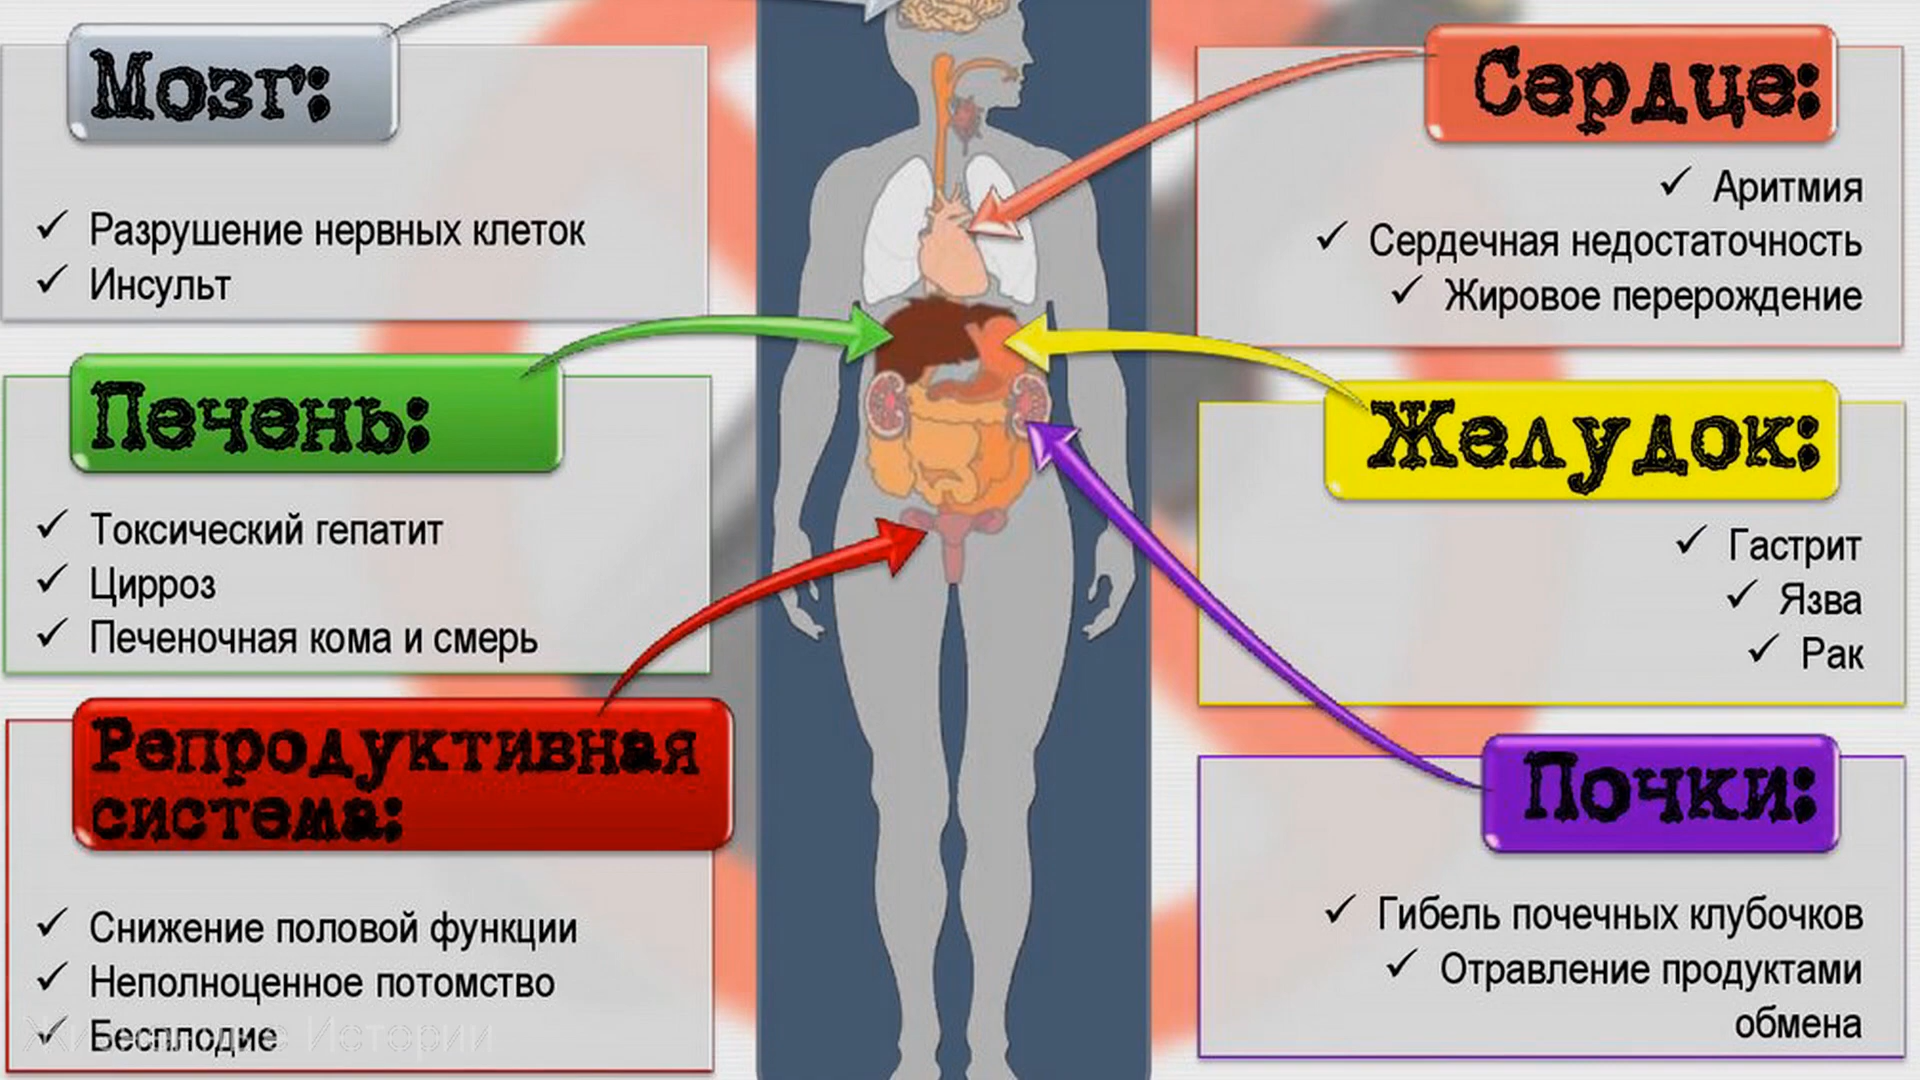 Мозг:
Разрушение нервных клеток
Инсульт
Печень:
Токсический гепатит
Цирроз
Печеночная кома и смерь
Репродуктивная
система:
Снижение половой функции
Неполноценное потомство
Бесплодие
Сердце:
Аритмия
Сердечная недостаточность
Жировое перерождение
Желудок:
Гастрит
Язва
Рак
Почки:
Гибель почечных клубочков
Отравление продуктами
обмена
Истории